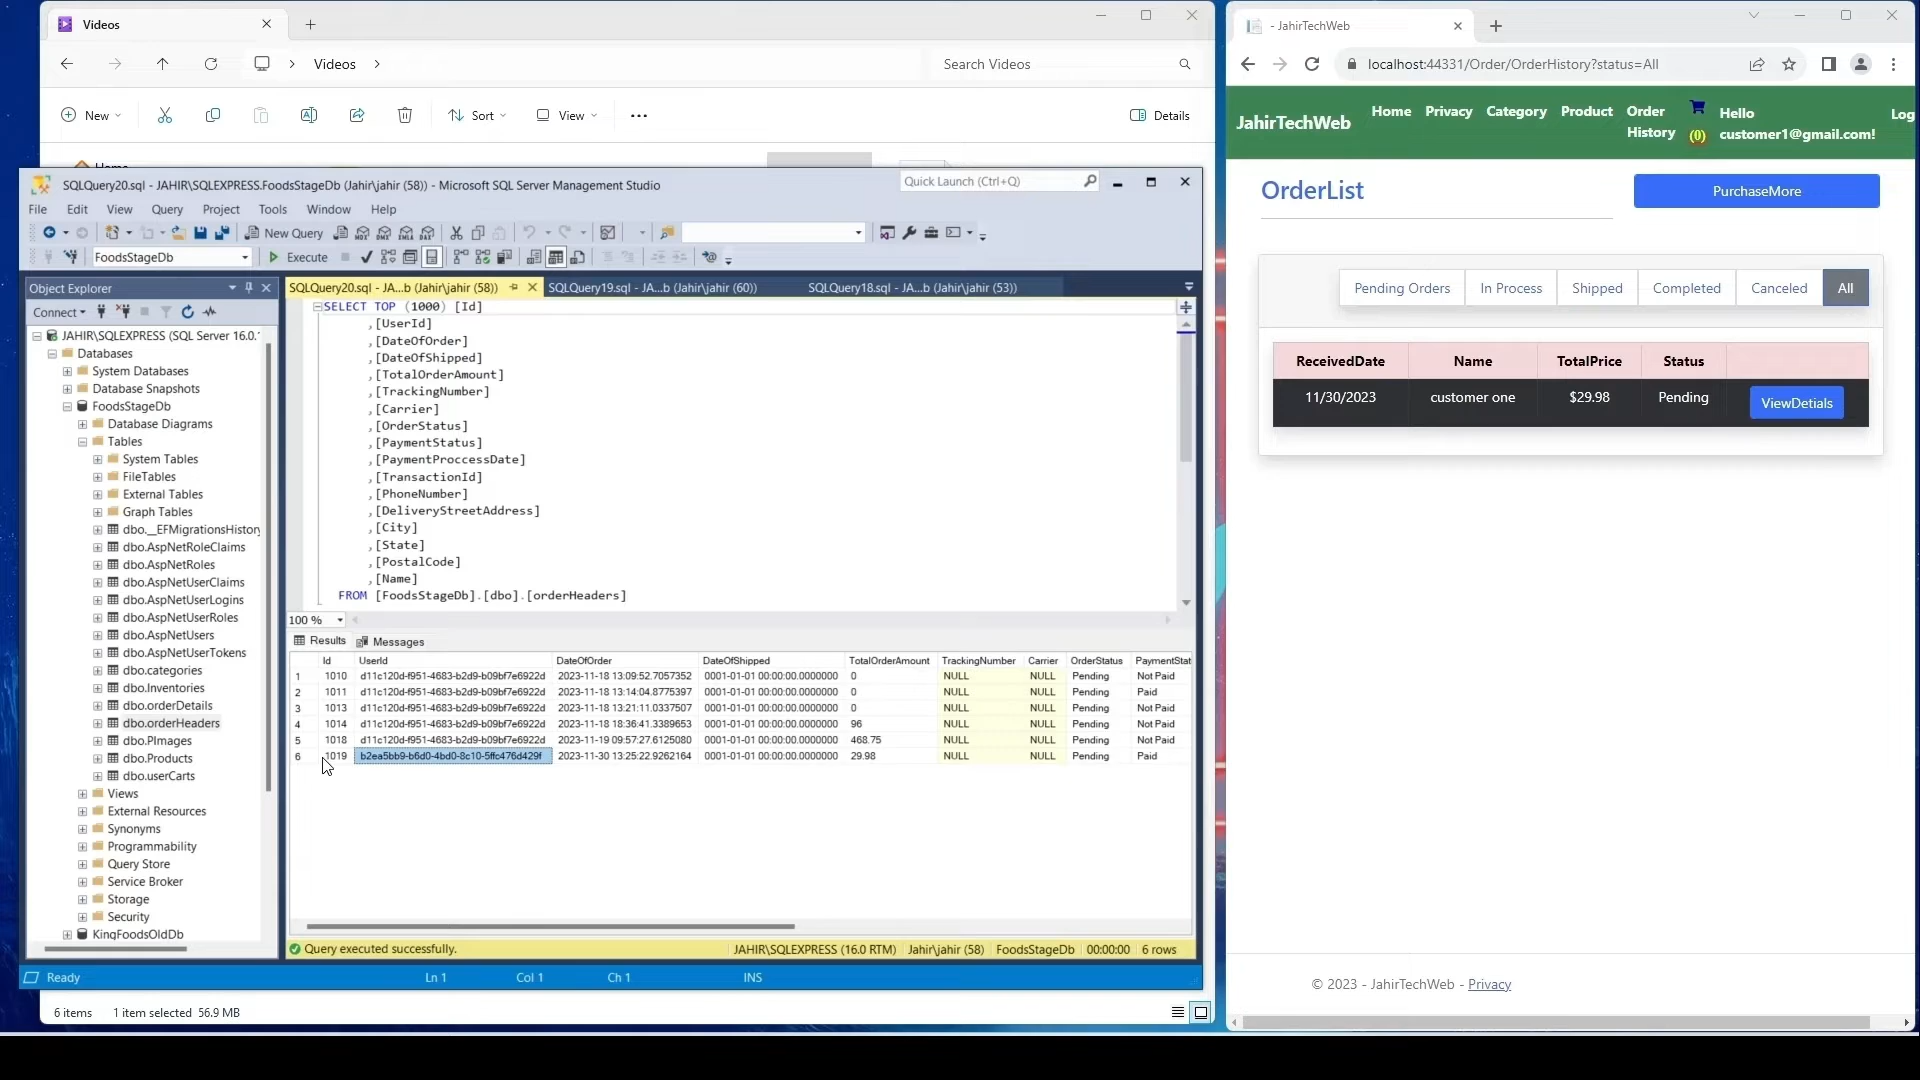 Videos
Videos
Search Videos
New
Sort
View
Details
Home
SQLQuery20.sql - JAHIR\SQLEXPRESS.FoodsStageDb (Jahir\jahir (58)) - Microsoft SQL Server Management Studio
Quick Launch (Ctrl+Q)
File Edit View Query Project Tools Window Help
New Query
FoodsStageDb
Execute
Object Explorer
Connect
JAHIR\SQLEXPRESS (SQL Server 16.0.
Databases
System Databases
Database Snapshots
FoodsStageDb
Database Diagrams
Tables
System Tables
FileTables
External Tables
Graph Tables
dbo.__EFMigrationsHistory
dbo.AspNetRoleClaims
dbo.AspNetRoles
dbo.AspNetUserClaims
dbo.AspNetUserLogins
dbo.AspNetUserRoles
dbo.AspNetUsers
dbo.AspNetUserTokens
dbo.categories
dbo.Inventories
dbo.orderDetails
dbo.orderHeaders
dbo.PImages
dbo.Products
dbo.userCarts
Views
External Resources
Synonyms
Programmability
Query Store
Service Broker
Storage
Security
KingFoodsOldDb
SQLQuery20.sql - JA...b (Jahir\jahir (58))
SQLQuery19.sql - JA...b (Jahir\jahir (60))
SQLQuery18.sql - JA...b (Jahir\jahir (53))
SELECT TOP (1000) [Id]
,[UserId]
,[DateOfOrder]
,[DateOfShipped]
,[TotalOrderAmount]
,[TrackingNumber]
,[Carrier]
,[OrderStatus]
,[PaymentStatus]
,[PaymentProccessDate]
,[TransactionId]
,[PhoneNumber]
,[DeliveryStreetAddress]
,[City]
,[State]
,[PostalCode]
,[Name]
FROM [FoodsStageDb].[dbo].[orderHeaders]
100 %
Results Messages
Id UserId DateOfOrder DateOfShipped TotalOrderAmount TrackingNumber Carrier OrderStatus PaymentStat
1 1010 d11c120d-f951-4683-b2d9-b09bf7e6922d 2023-11-18 13:09:52.7057352 0001-01-01 00:00:00.0000000 0 NULL NULL Pending Not Paid
2 1011 d11c120d-f951-4683-b2d9-b09bf7e6922d 2023-11-18 13:14:04.8775397 0001-01-01 00:00:00.0000000 0 NULL NULL Pending Paid
3 1013 d11c120d-f951-4683-b2d9-b09bf7e6922d 2023-11-18 13:21:11.0337507 0001-01-01 00:00:00.0000000 0 NULL NULL Pending Not Paid
4 1014 d11c120d-f951-4683-b2d9-b09bf7e6922d 2023-11-18 18:36:41.3389653 0001-01-01 00:00:00.0000000 96 NULL NULL Pending Not Paid
5 1018 d11c120d-f951-4683-b2d9-b09bf7e6922d 2023-11-19 09:57:27.6125080 0001-01-01 00:00:00.0000000 468.75 NULL NULL Pending Not Paid
6 1019 b2ea5bb9-b6d0-4bd0-8c10-5ffc476d429f 2023-11-30 13:25:22.9262164 0001-01-01 00:00:00.0000000 29.98 NULL NULL Pending Paid
Query executed successfully.
JAHIR\SQLEXPRESS (16.0 RTM) Jahir\jahir (58) FoodsStageDb 00:00:00 6 rows
Ready Ln 1 Col 1 Ch 1 INS
6 items 1 item selected 56.9 MB
- JahirTechWeb
localhost:44331/Order/OrderHistory?status=All
JahirTechWeb
Home Privacy Category Product
Order
History
(0)
Hello
customer1@gmail.com!
Log
OrderList
PurchaseMore
Pending Orders In Process Shipped Completed Canceled All
ReceivedDate Name TotalPrice Status
11/30/2023 customer one $29.98 Pending ViewDetials
© 2023 - JahirTechWeb - Privacy